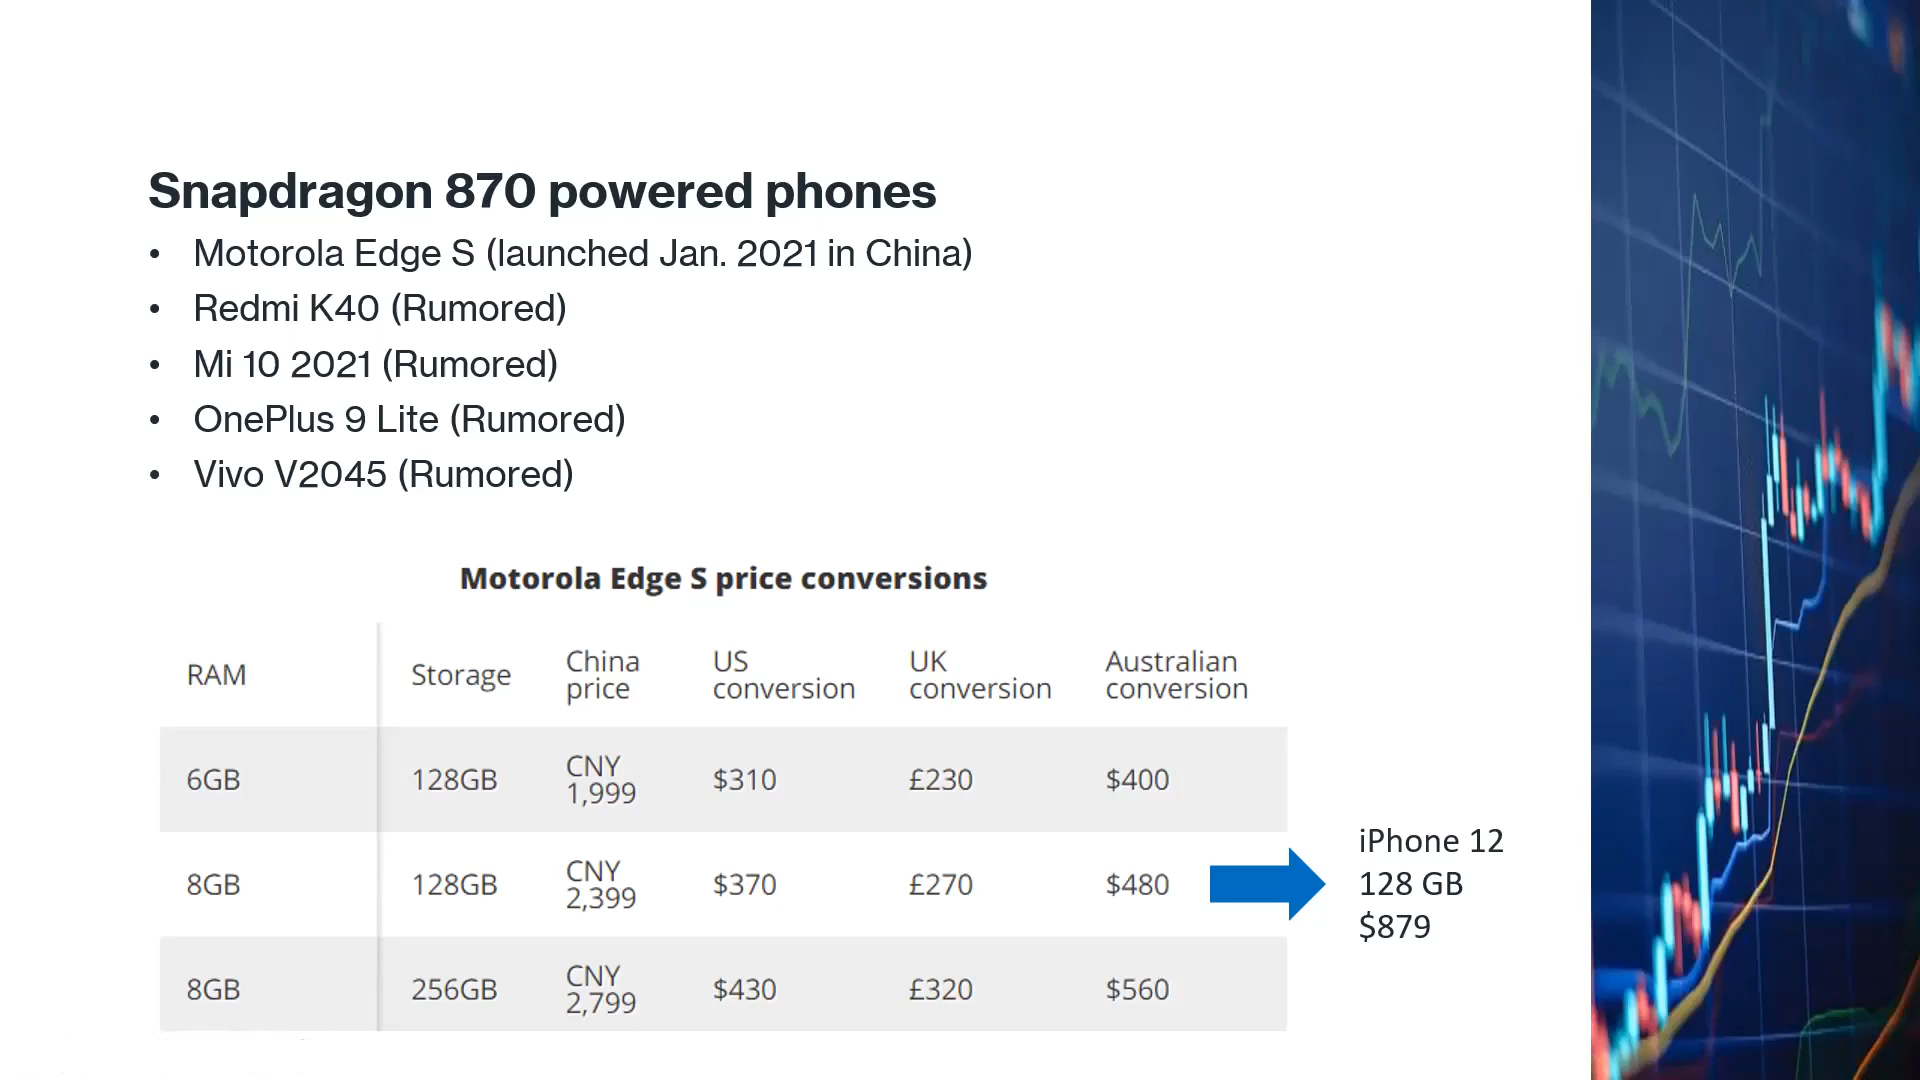 Snapdragon 870 powered phones
• Motorola Edge S (launched Jan. 2021 in China)
• Redmi K40 (Rumored)
• Mi 10 2021 (Rumored)
• OnePlus 9 Lite (Rumored)
• Vivo V2045 (Rumored)
Motorola Edge S price conversions
RAM Storage China price US conversion UK conversion Australian conversion
6GB 128GB CNY 1,999 $310 £230 $400
8GB 128GB CNY 2,399 $370 £270 $480
8GB 256GB CNY 2,799 $430 £320 $560
iPhone 12
128 GB
$879